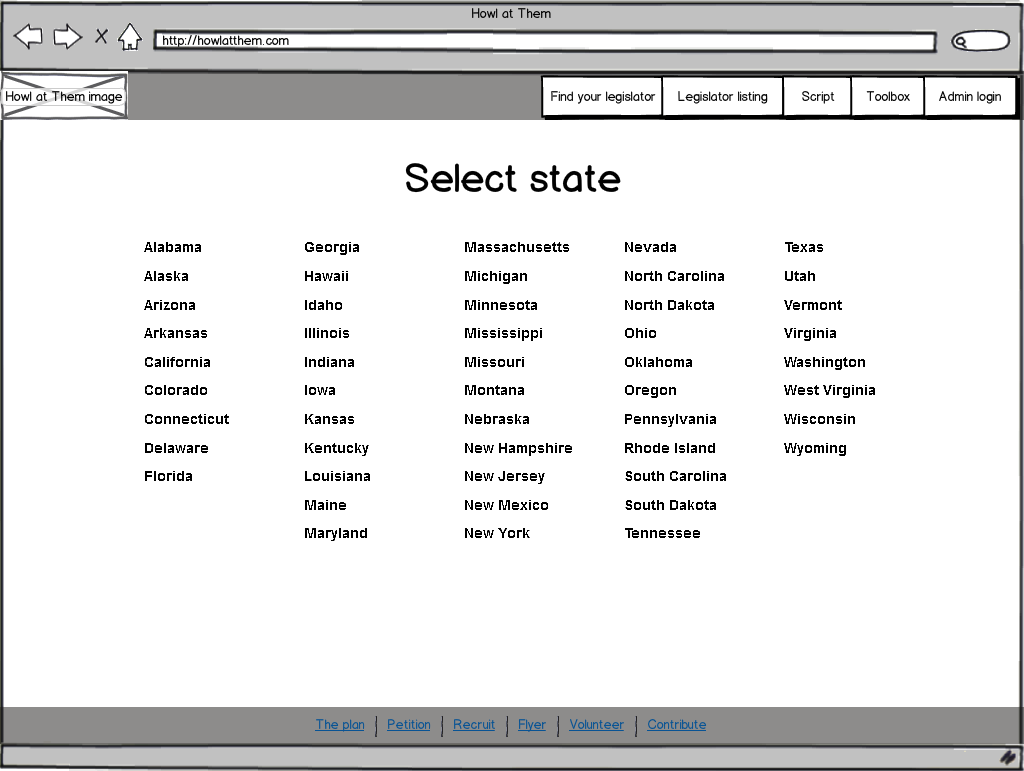 Howl at Them
http://howlatthem.com
Howl at Them image
Find your legislator
Legislator listing
Script
Toolbox
Admin login
Select state
Alabama
Alaska
Arizona
Arkansas
California
Colorado
Connecticut
Delaware
Florida
Georgia
Hawaii
Idaho
Illinois
Indiana
Iowa
Kansas
Kentucky
Louisiana
Maine
Maryland
Massachusetts
Michigan
Minnesota
Mississippi
Missouri
Montana
Nebraska
New Hampshire
New Jersey
New Mexico
New York
Nevada
North Carolina
North Dakota
Ohio
Oklahoma
Oregon
Pennsylvania
Rhode Island
South Carolina
South Dakota
Tennessee
Texas
Utah
Vermont
Virginia
Washington
West Virginia
Wisconsin
Wyoming
The plan | Petition | Recruit | Flyer | Volunteer | Contribute